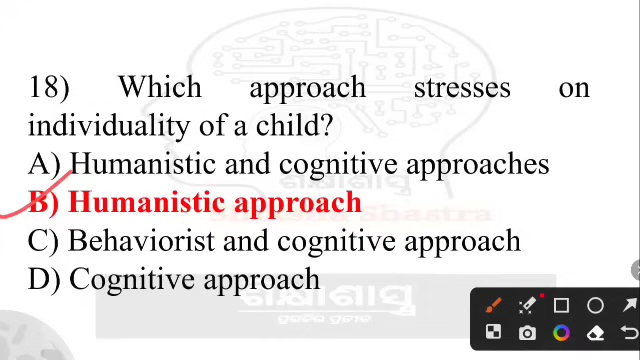 18) Which approach stresses on
individuality of a child?
A) Humanistic and cognitive approaches
ଶିକ୍ଷାଶାସ୍ତ୍ର
B) Humanistic approach
Shastra
C) Behaviorist and cognitive approach
D) Cognitive approach
ଶିକ୍ଷାଶାସ୍ତ୍ର